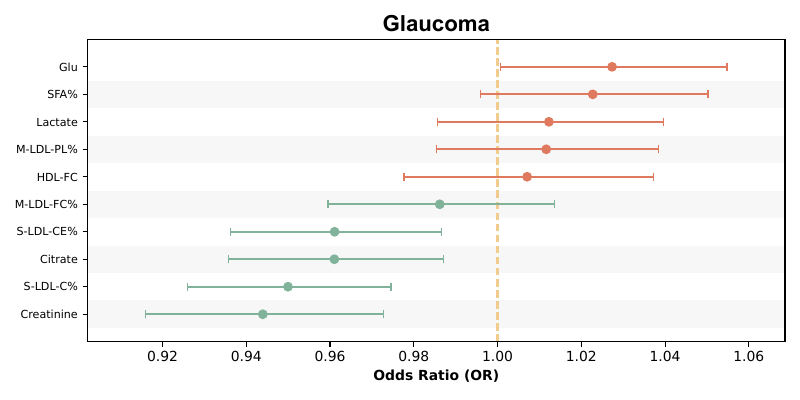 Glaucoma
Glu
SFA%
Lactate
M-LDL-PL%
HDL-FC
M-LDL-FC%
S-LDL-CE%
Citrate
S-LDL-C%
Creatinine
0.92 0.94 0.96 0.98 1.00 1.02 1.04 1.06
Odds Ratio (OR)